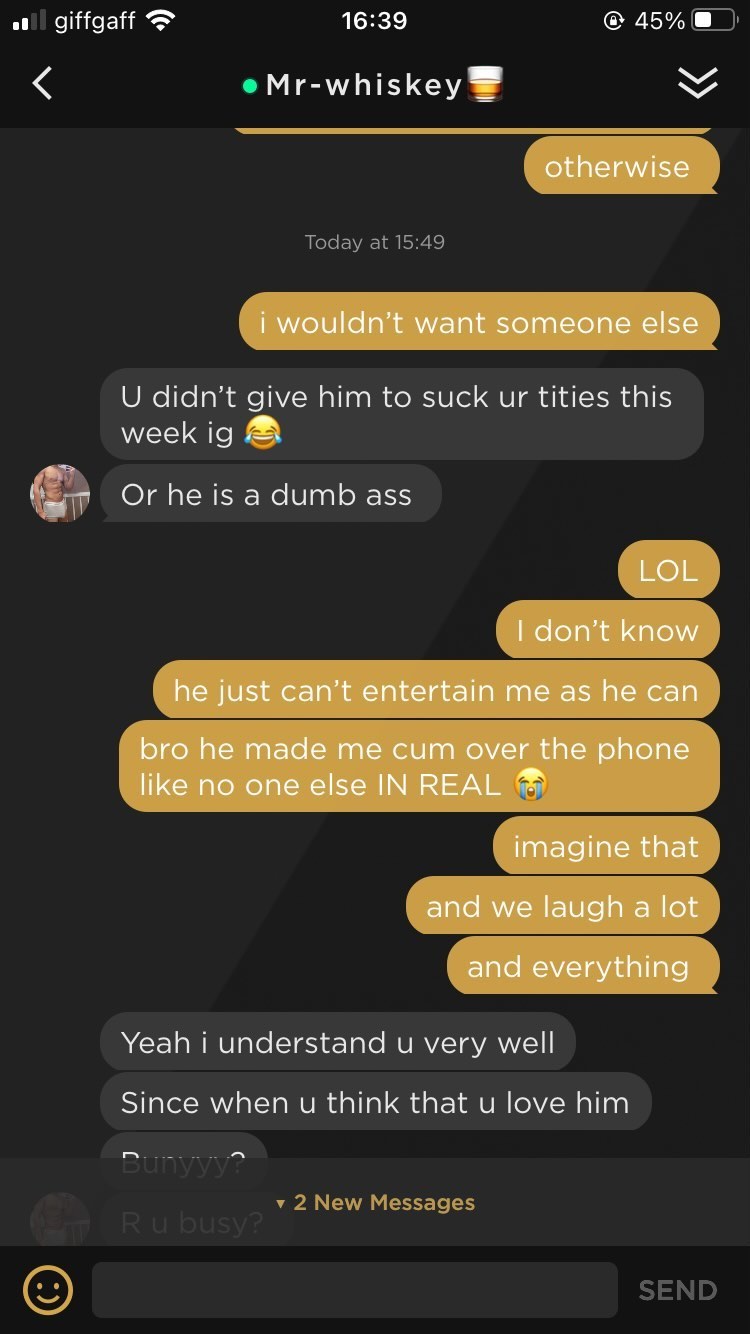 giffgaff 16:39 45%
Mr-whiskey🥃
otherwise
Today at 15:49
i wouldn’t want someone else
U didn’t give him to suck ur tities this
week ig 😂
Or he is a dumb ass
LOL
I don’t know
he just can’t entertain me as he can
bro he made me cum over the phone
like no one else IN REAL 😭
imagine that
and we laugh a lot
and everything
Yeah i understand u very well
Since when u think that u love him
Bunyyy?
▼ 2 New Messages
R u busy?
SEND